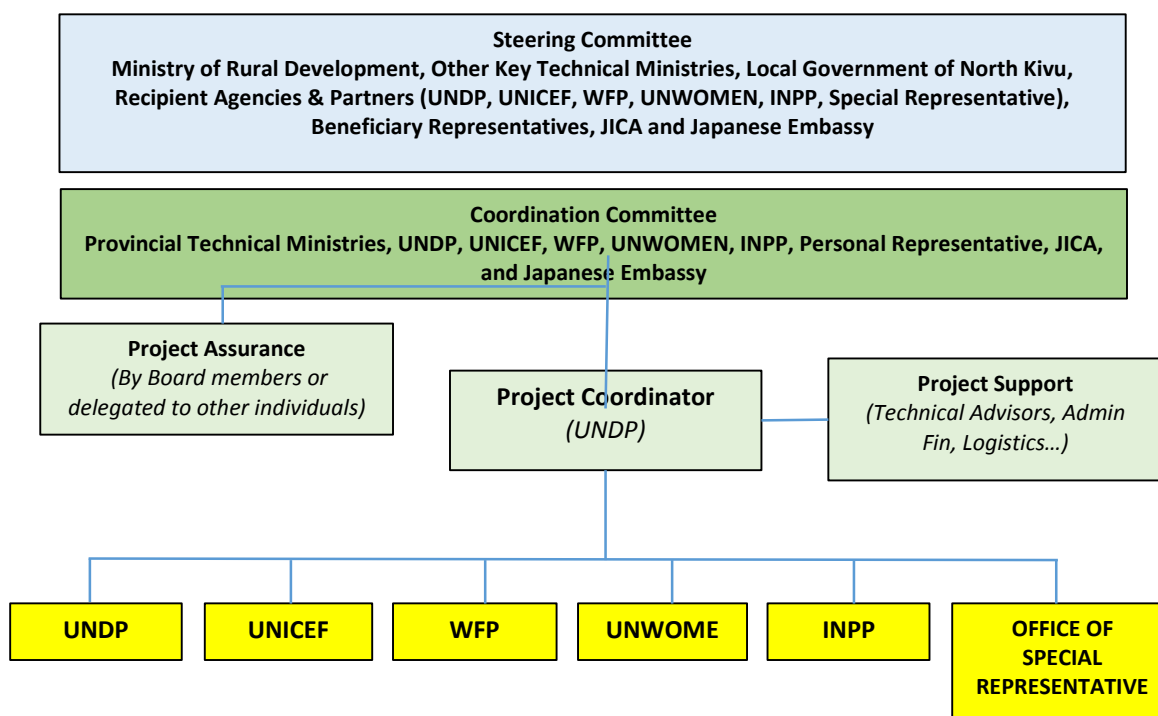 Steering Committee
Ministry of Rural Development, Other Key Technical Ministries, Local Government of North Kivu,
Recipient Agencies & Partners (UNDP, UNICEF, WFP, UNWOMEN, INPP, Special Representative),
Beneficiary Representatives, JICA and Japanese Embassy
Coordination Committee
Provincial Technical Ministries, UNDP, UNICEF, WFP, UNWOMEN, INPP, Personal Representative, JICA,
and Japanese Embassy
Project Assurance
(By Board members or
delegated to other individuals)
Project Coordinator
(UNDP)
Project Support
(Technical Advisors, Admin
Fin, Logistics…)
UNDP
UNICEF
WFP
UNWOME
INPP
OFFICE OF
SPECIAL
REPRESENTATIVE